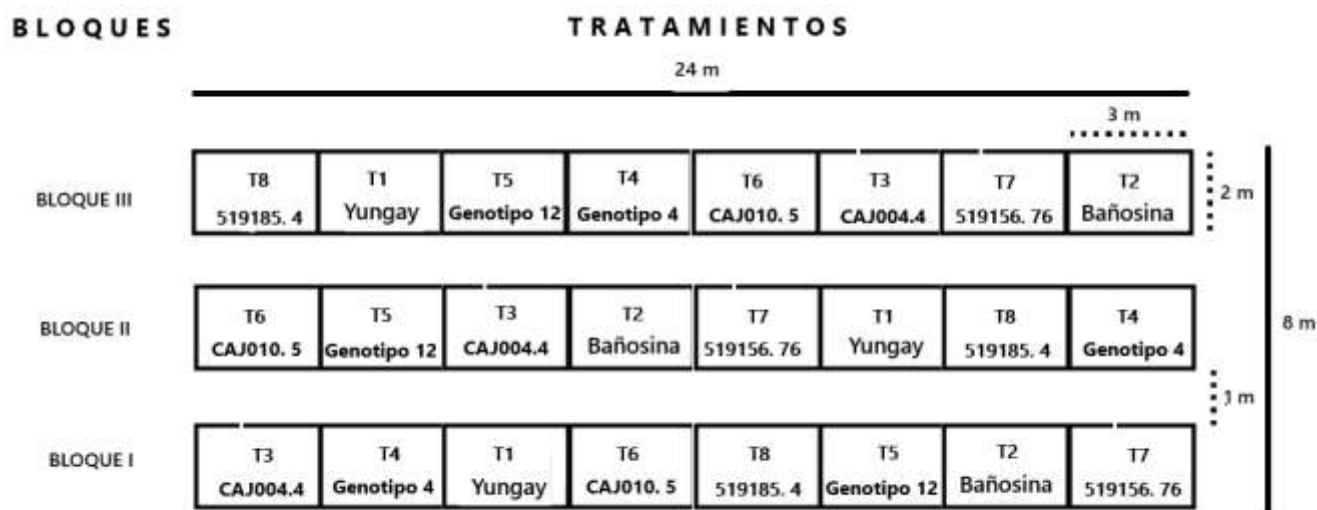 BLOQUES TRATAMIENTOS
24 m
3 m
BLOQUE III
T8 T1 T5 T4 T6 T3 T7 T2
519185. 4 Yungay Genotipo 12 Genotipo 4 CAJ010. 5 CAJ004.4 519156. 76 Bañosina
2 m
BLOQUE II
T6 T5 T3 T2 T7 T1 T8 T4
CAJ010. 5 Genotipo 12 CAJ004.4 Bañosina 519156. 76 Yungay 519185. 4 Genotipo 4
8 m
1 m
BLOQUE I
T3 T4 T1 T6 T8 T5 T2 T7
CAJ004.4 Genotipo 4 Yungay CAJ010. 5 519185. 4 Genotipo 12 Bañosina 519156. 76